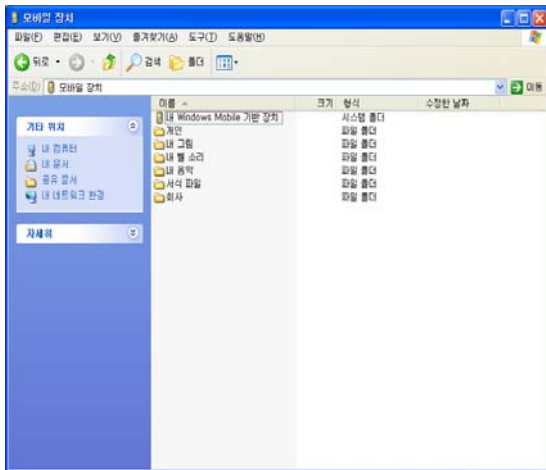 모바일 장치
파일(F) 편집(E) 보기(V) 즐겨찾기(A) 도구(T) 도움말(H)
뒤로 검색 폴더
주소(D) 모바일 장치 이동
이름 크기 형식 수정한 날짜
내 Windows Mobile 기반 장치 시스템 폴더
개인 파일 폴더
내 그림 파일 폴더
내 벨 소리 파일 폴더
내 음악 파일 폴더
서식 파일 파일 폴더
회사 파일 폴더
기타 위치
내 컴퓨터
내 문서
공유 문서
내 네트워크 환경
자세히